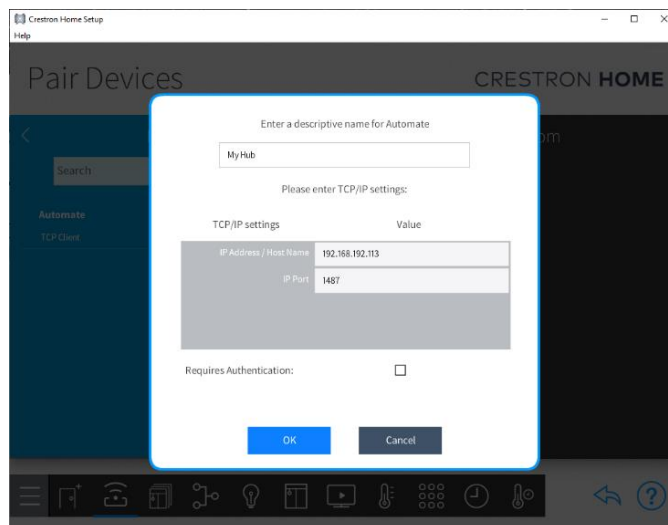 Crestron Home Setup
Help
Pair Devices
CRESTRON HOME
Enter a descriptive name for Automate
My Hub
Search
Please enter TCP/IP settings:
TCP/IP settings Value
Automate
TCP Client
IP Address / Host Name 192.168.192.113
IP Port 1487
Requires Authentication:
OK Cancel